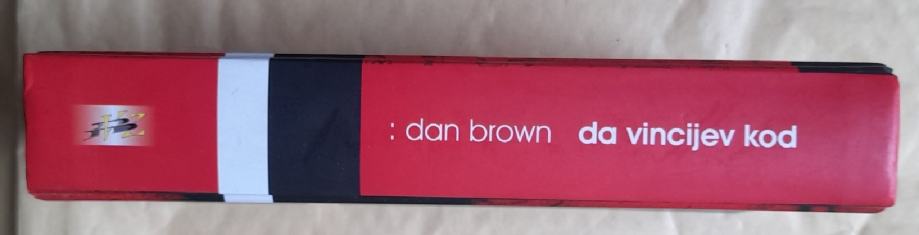 : dan brown da vincijev kod